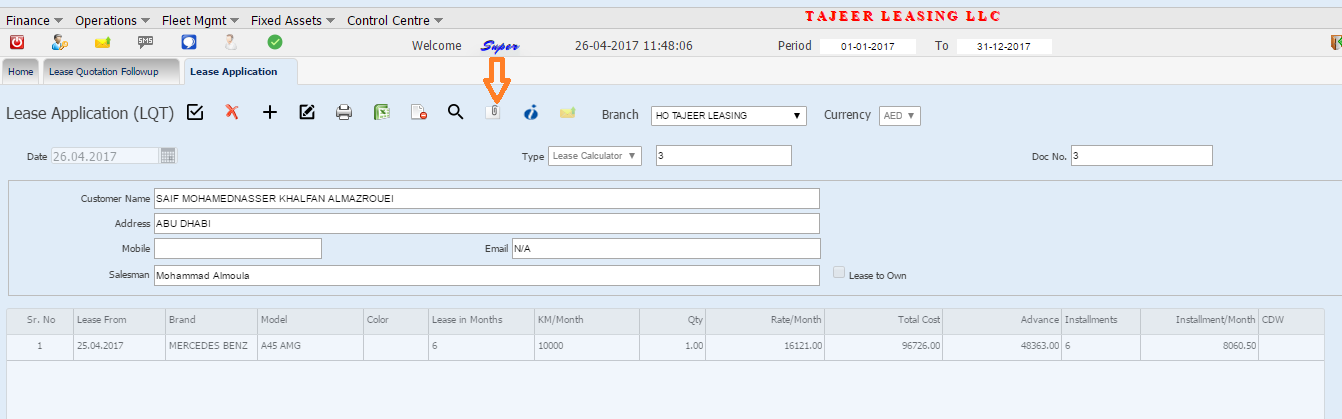 Finance Operations Fleet Mgmt Fixed Assets Control Centre TAJEER LEASING LLC
SMS Welcome Super 26-04-2017 11:48:06 Period 01-01-2017 To 31-12-2017
Home Lease Quotation Followup Lease Application
Lease Application (LQT) Branch HO TAJEER LEASING Currency AED
Date 26.04.2017 Type Lease Calculator 3 Doc No. 3
Customer Name SAIF MOHAMEDNASSER KHALFAN ALMAZROUEI
Address ABU DHABI
Mobile Email N/A
Salesman Mohammad Almoula Lease to Own
Sr. No Lease From Brand Model Color Lease in Months KM/Month Qty Rate/Month Total Cost Advance Installments Installment/Month CDW
1 25.04.2017 MERCEDES BENZ A45 AMG 6 10000 1.00 16121.00 96726.00 48363.00 6 8060.50